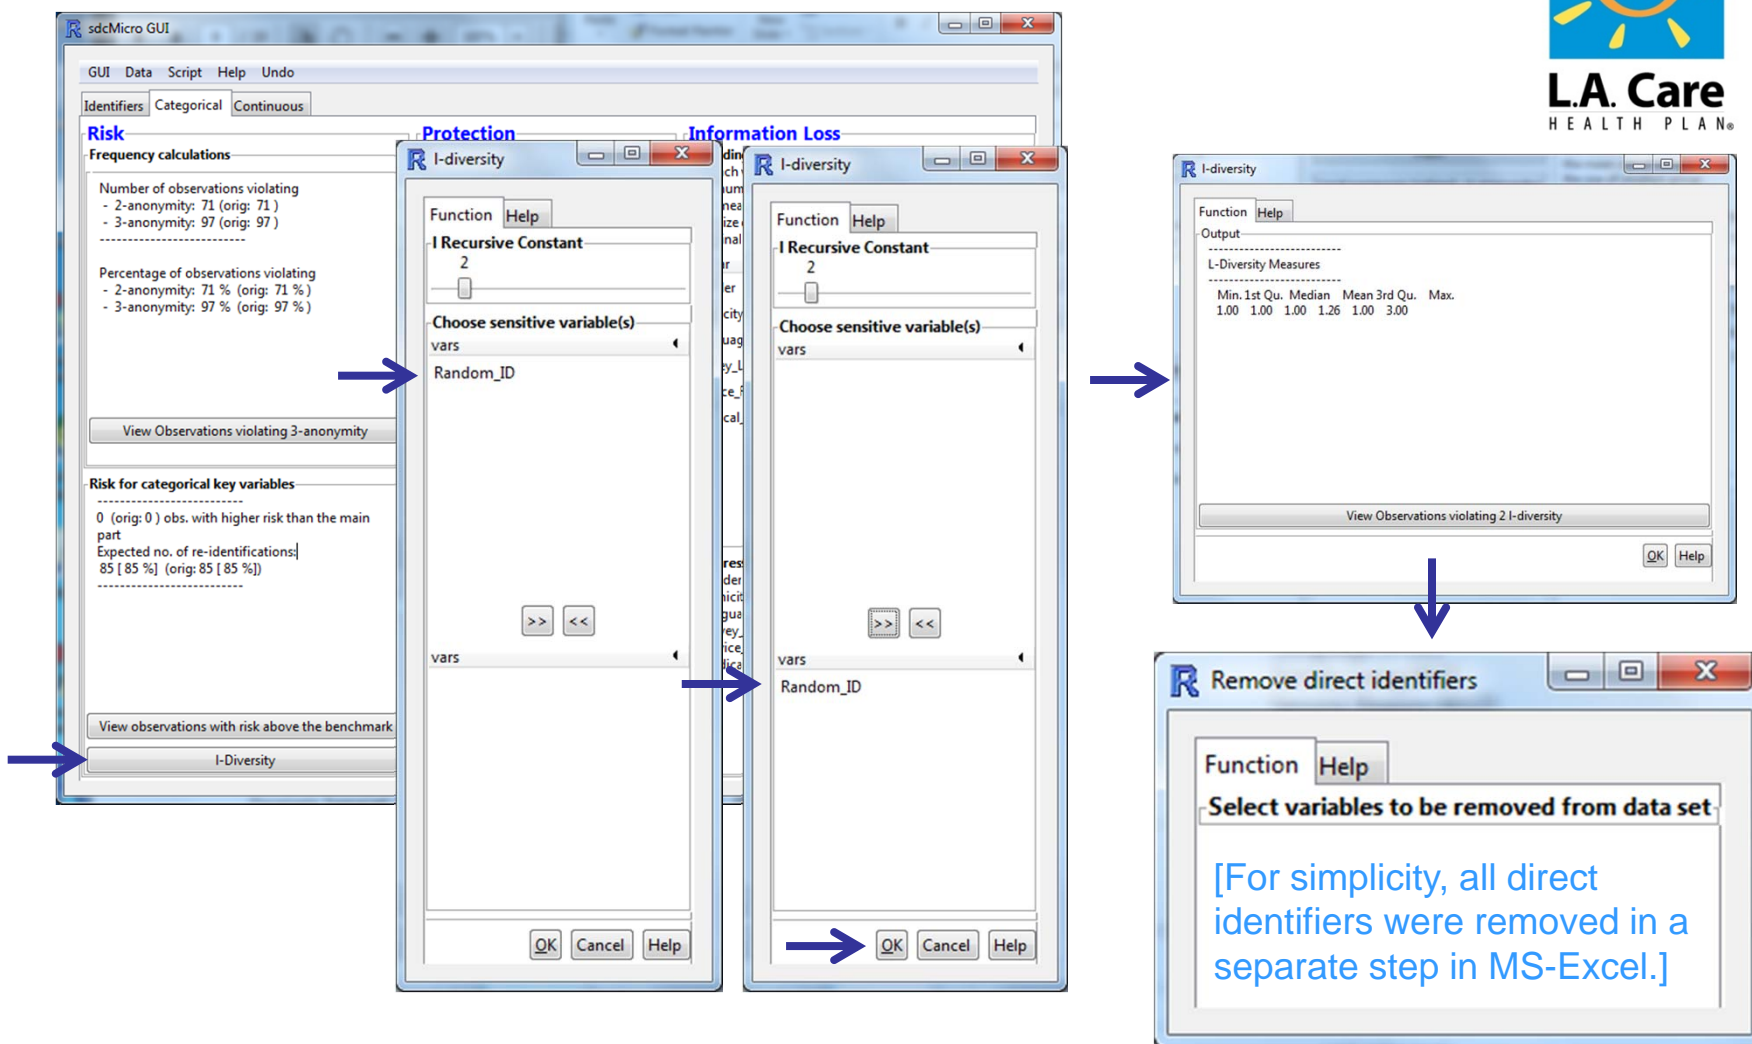 sdcMicro GUI
GUI Data Script Help Undo
Identifiers Categorical Continuous
Risk
Frequency calculations
Number of observations violating
- 2-anonymity: 71 (orig: 71 )
- 3-anonymity: 97 (orig: 97 )
---------------------------
Percentage of observations violating
- 2-anonymity: 71 % (orig: 71 % )
- 3-anonymity: 97 % (orig: 97 % )
View Observations violating 3-anonymity
Risk for categorical key variables
---------------------------
0 (orig: 0 ) obs. with higher risk than the main
part
Expected no. of re-identifications:
85 [ 85 %] (orig: 85 [ 85 %])
---------------------------
View observations with risk above the benchmark
l-Diversity
Protection
Information Loss
l-diversity
Function Help
l Recursive Constant
2
Choose sensitive variable(s)
vars
Random_ID
>> <<
vars
OK Cancel Help
l-diversity
Function Help
l Recursive Constant
2
Choose sensitive variable(s)
vars
>> <<
vars
Random_ID
OK Cancel Help
L.A. Care
HEALTH PLAN®
l-diversity
Function Help
Output
-------------------------
L-Diversity Measures
-------------------------
Min. 1st Qu. Median Mean 3rd Qu. Max.
1.00 1.00 1.00 1.26 1.00 3.00
View Observations violating 2 l-diversity
OK Help
Remove direct identifiers
Function Help
Select variables to be removed from data set
[For simplicity, all direct
identifiers were removed in a
separate step in MS-Excel.]